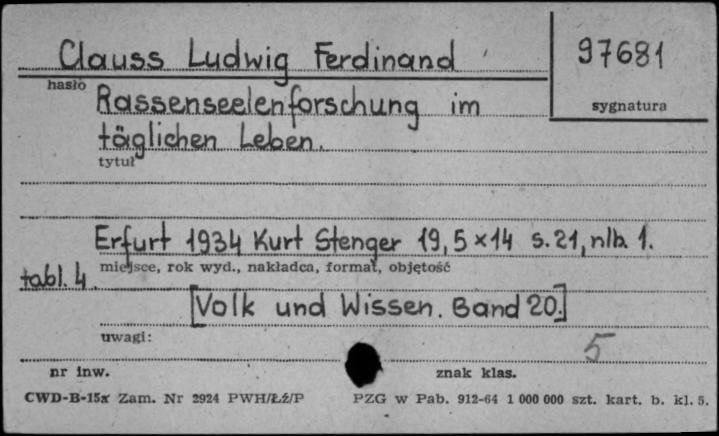 Clauss Ludwig Ferdinand
97681
hasło
sygnatura
Rassenseelenforschung im
täglichen Leben.
tytuł
Erfurt 1934 Kurt Stenger 19,5×14 s. 21, nlb. 1.
miejsce, rok wyd., nakładca, format, objętość
tabl. 4.
[Volk und Wissen. Band 20.]
uwagi:
5
nr inw.
znak klas.
CWD-B-15x Zam. Nr 2924 PWH/Łź/P PZG w Pab. 912-64 1 000 000 szt. kart. b. kl. 5.